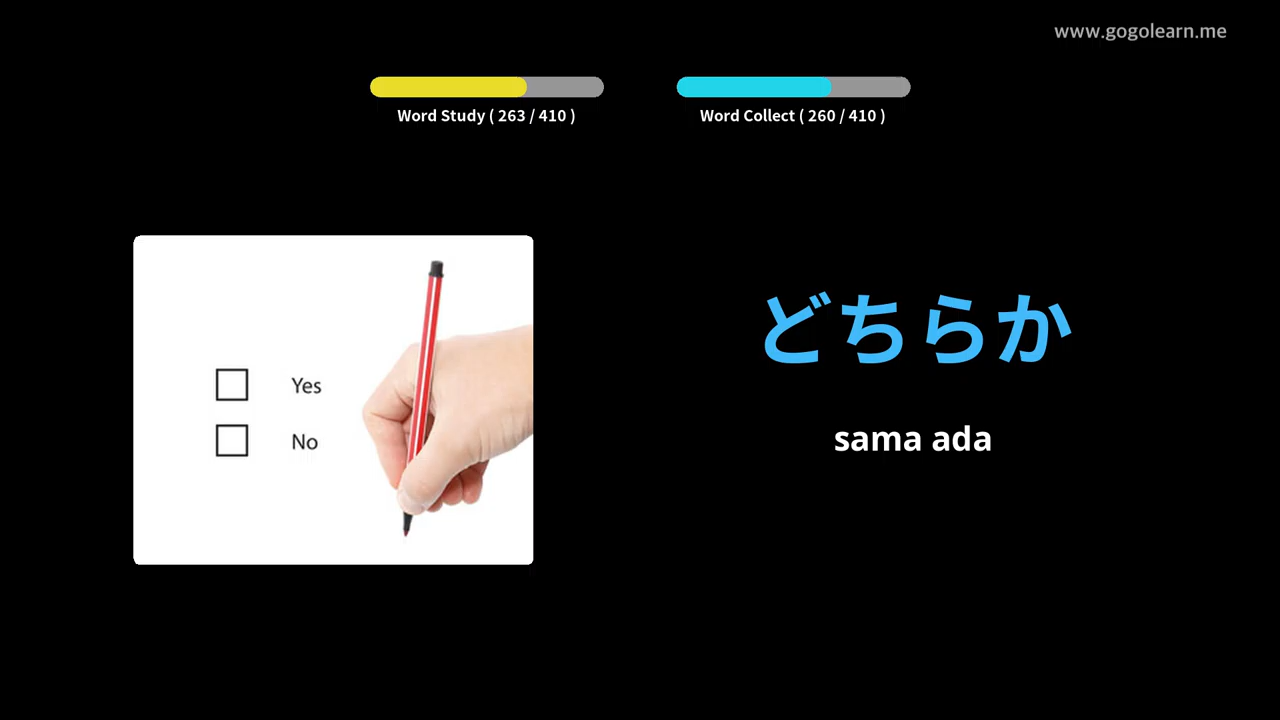 www.gogolearn.me
Word Study ( 263 / 410 )
Word Collect ( 260 / 410 )
Yes
No
どちらか
sama ada